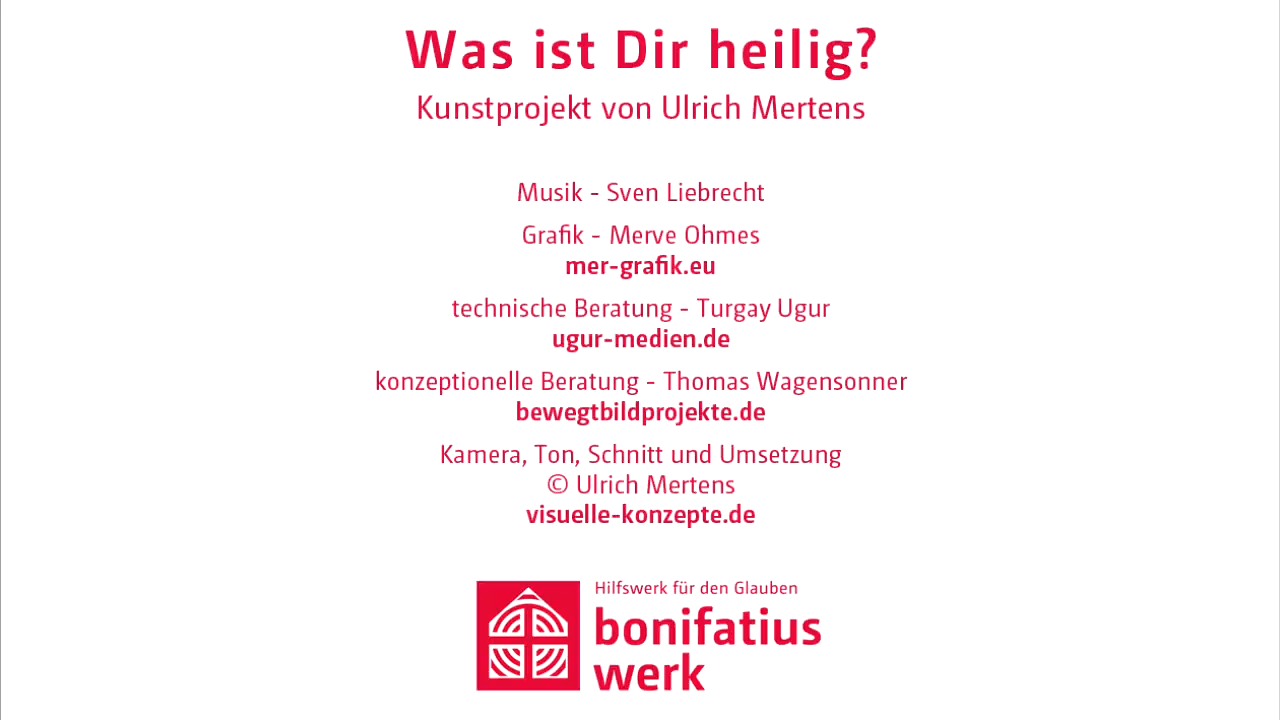 Was ist Dir heilig?
Kunstprojekt von Ulrich Mertens
Musik - Sven Liebrecht
Grafik - Merve Ohmes
mer-grafik.eu
technische Beratung - Turgay Ugur
ugur-medien.de
konzeptionelle Beratung - Thomas Wagensonner
bewegtbildprojekte.de
Kamera, Ton, Schnitt und Umsetzung
© Ulrich Mertens
visuelle-konzepte.de
Hilfswerk für den Glauben
bonifatius
werk